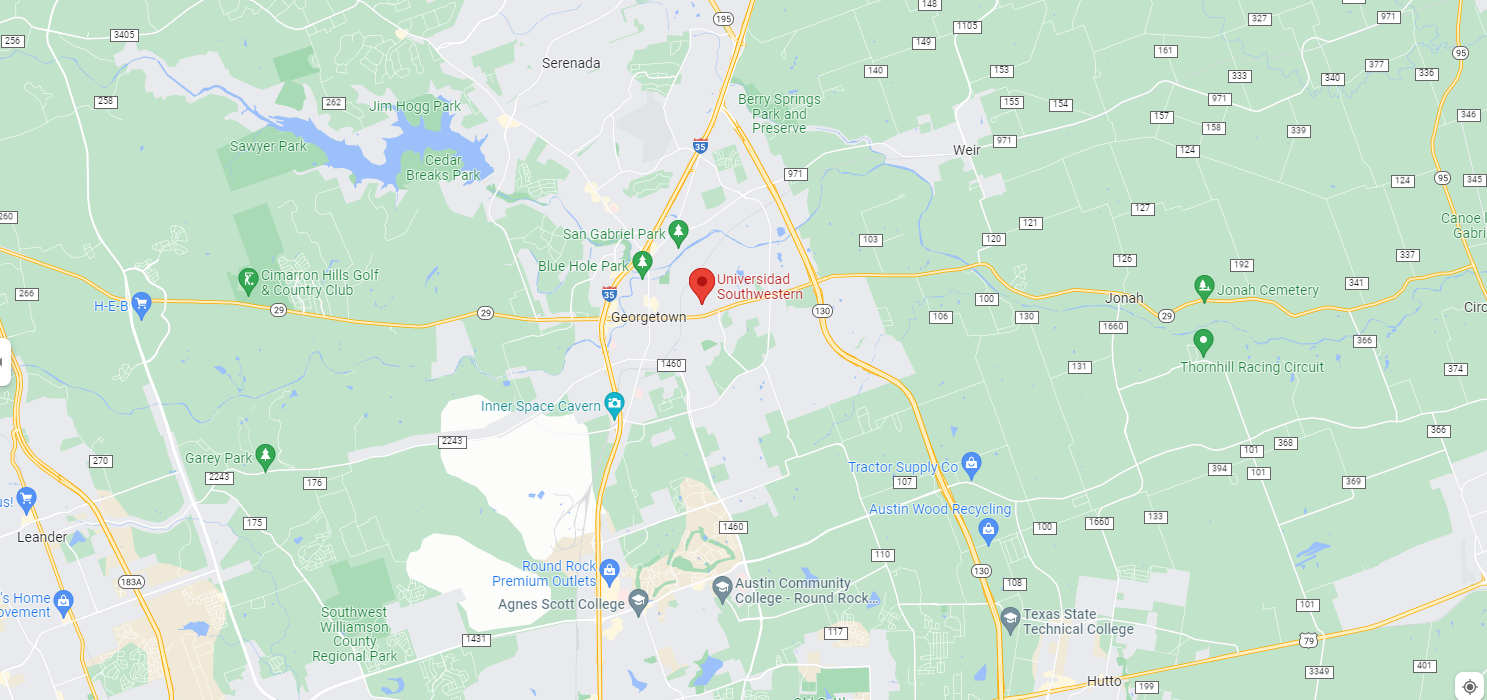 148
195
327
971
1105
3405
256
149
161
95
Serenada
140
153
377
333
340
336
258
262
Jim Hogg Park
Berry Springs
Park and
Preserve
155
154
971
157
346
158
339
35
Sawyer Park
971
Weir
124
Cedar
Breaks Park
971
95
124
345
127
260
121
Canoe
San Gabriel Park
103
120
Blue Hole Park
126
192
337
Cimarron Hills Golf
& Country Club
Universidad
Southwestern
Jonah Cemetery
341
266
35
H-E-B
29
29
Georgetown
130
100
Jonah
29
106
130
1660
366
1460
131
Thornhill Racing Circuit
374
Inner Space Cavern
2243
366
368
101
Garey Park
270
2243
176
Tractor Supply Co
107
394
101
369
us!
Austin Wood Recycling
175
1460
100
1660
133
Leander
110
Round Rock
Premium Outlets
130
183A
108
Austin Community
College - Round Rock...
's Home
ovement
Agnes Scott College
101
Southwest
Williamson
County
Regional Park
Texas State
Technical College
117
1431
79
401
3349
Hutto
199